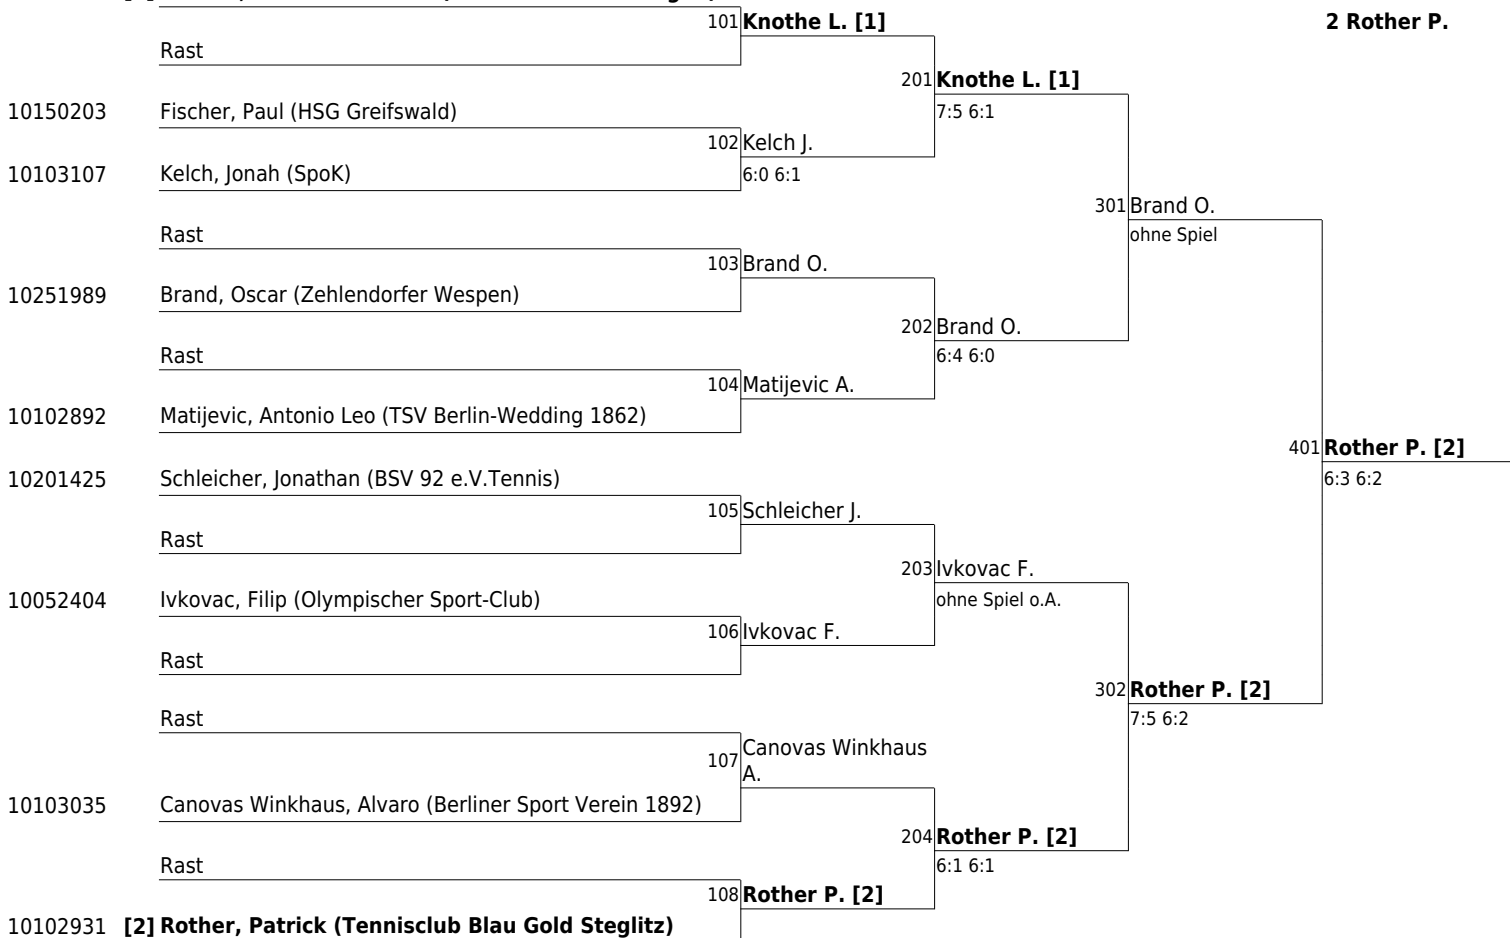 101 Knothe L. [1]
2 Rother P.
Rast
201 Knothe L. [1]
10150203 Fischer, Paul (HSG Greifswald)
7:5 6:1
102 Kelch J.
10103107 Kelch, Jonah (SpoK)
6:0 6:1
301 Brand O.
Rast
ohne Spiel
103 Brand O.
10251989 Brand, Oscar (Zehlendorfer Wespen)
202 Brand O.
Rast
6:4 6:0
104 Matijevic A.
10102892 Matijevic, Antonio Leo (TSV Berlin-Wedding 1862)
401 Rother P. [2]
10201425 Schleicher, Jonathan (BSV 92 e.V.Tennis)
6:3 6:2
105 Schleicher J.
Rast
203 Ivkovac F.
10052404 Ivkovac, Filip (Olympischer Sport-Club)
ohne Spiel o.A.
106 Ivkovac F.
Rast
302 Rother P. [2]
Rast
7:5 6:2
107 Canovas Winkhaus
A.
10103035 Canovas Winkhaus, Alvaro (Berliner Sport Verein 1892)
204 Rother P. [2]
Rast
6:1 6:1
108 Rother P. [2]
10102931 [2] Rother, Patrick (Tennisclub Blau Gold Steglitz)